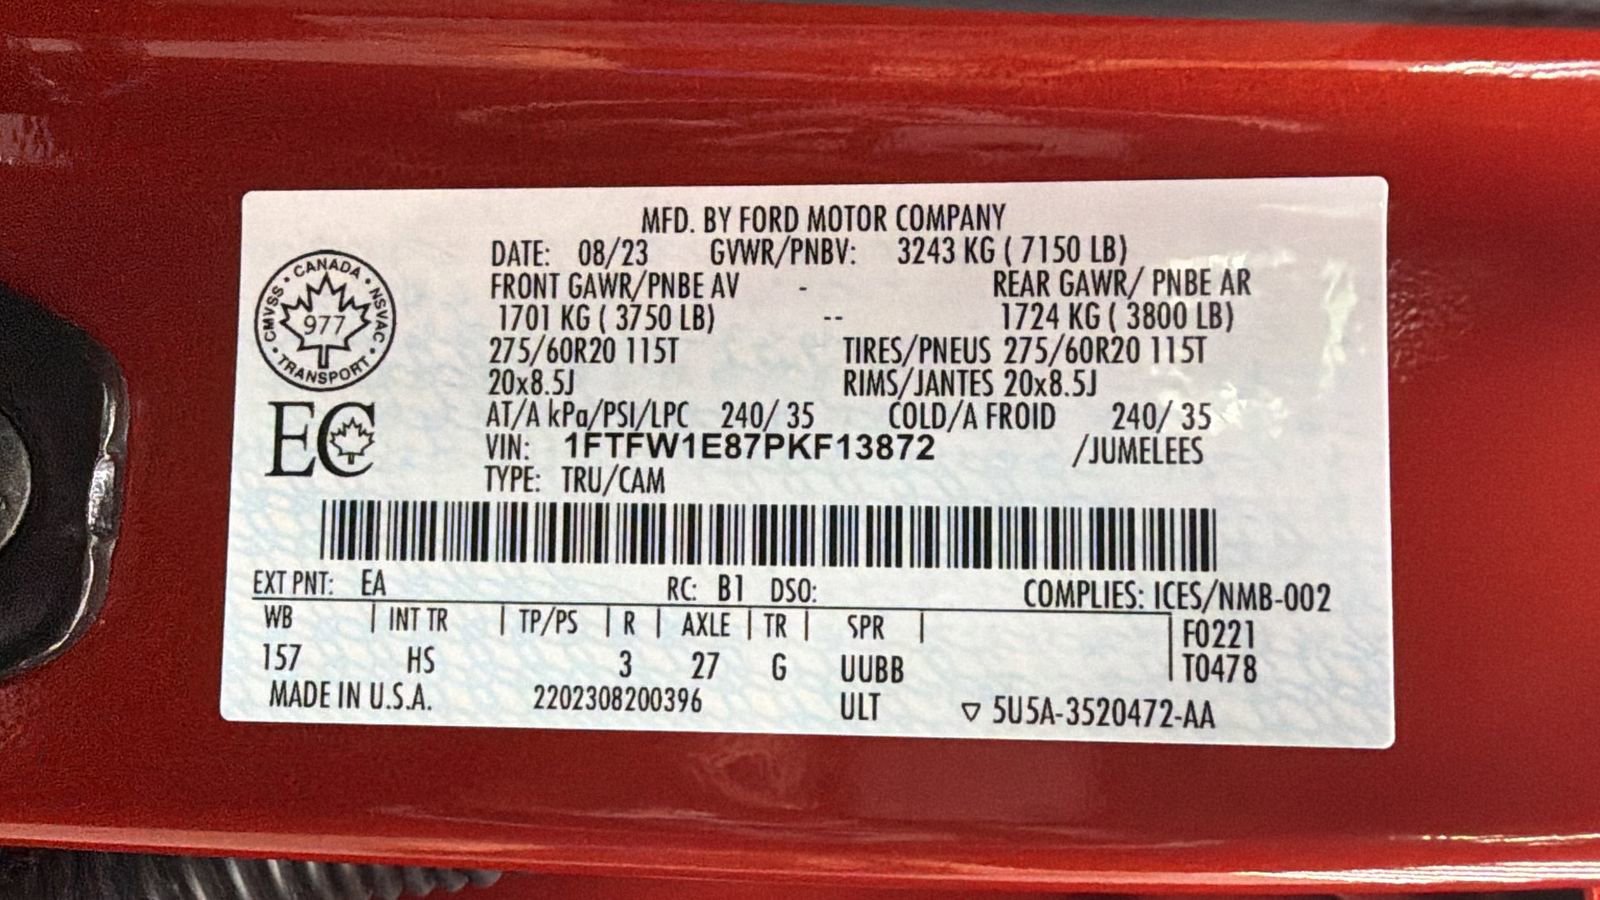 MFD. BY FORD MOTOR COMPANY
DATE: 08/23 GVWR/PNBV: 3243 KG ( 7150 LB)
FRONT GAWR/PNBE AV - REAR GAWR/ PNBE AR
1701 KG ( 3750 LB) -- 1724 KG ( 3800 LB)
275/60R20 115T TIRES/PNEUS 275/60R20 115T
20x8.5J RIMS/JANTES 20x8.5J
AT/A kPa/PSI/LPC 240/ 35 COLD/A FROID 240/ 35
VIN: 1FTFW1E87PKF13872 /JUMELEES
TYPE: TRU/CAM
CANADA
CMVSS
NSVAC
977
TRANSPORT
EC
EXT PNT: EA RC: B1 DSO: COMPLIES: ICES/NMB-002
WB | INT TR | TP/PS | R | AXLE | TR | SPR | F0221
157 HS 3 27 G UUBB T0478
MADE IN U.S.A. 2202308200396 ULT ▽ 5U5A-3520472-AA